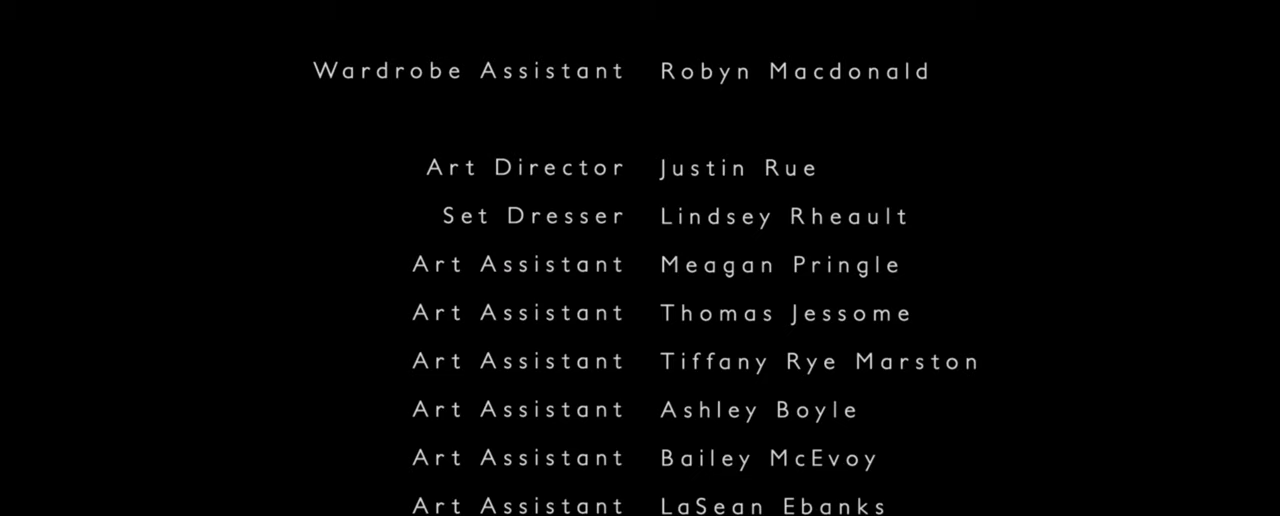 Wardrobe Assistant Robyn Macdonald
Art Director Justin Rue
Set Dresser Lindsey Rheault
Art Assistant Meagan Pringle
Art Assistant Thomas Jessome
Art Assistant Tiffany Rye Marston
Art Assistant Ashley Boyle
Art Assistant Bailey McEvoy
Art Assistant LaSean Ebanks